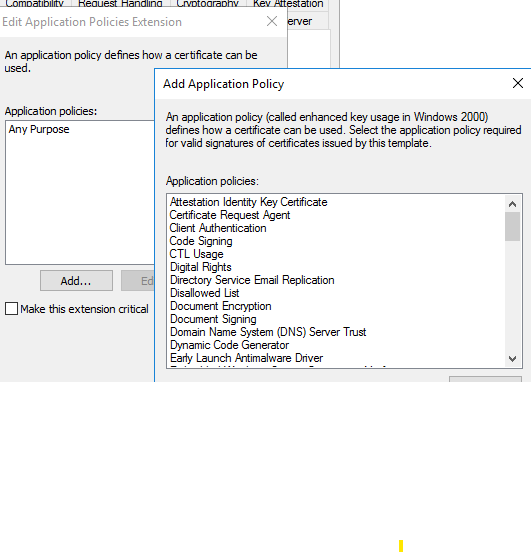 Compatibility Request Handling Cryptography Key Attestation
Edit Application Policies Extension
Server
An application policy defines how a certificate can be
used.
Application policies:
Any Purpose
Add...
Ed
Make this extension critical
Add Application Policy
An application policy (called enhanced key usage in Windows 2000)
defines how a certificate can be used. Select the application policy required
for valid signatures of certificates issued by this template.
Application policies:
Attestation Identity Key Certificate
Certificate Request Agent
Client Authentication
Code Signing
CTL Usage
Digital Rights
Directory Service Email Replication
Disallowed List
Document Encryption
Document Signing
Domain Name System (DNS) Server Trust
Dynamic Code Generator
Early Launch Antimalware Driver